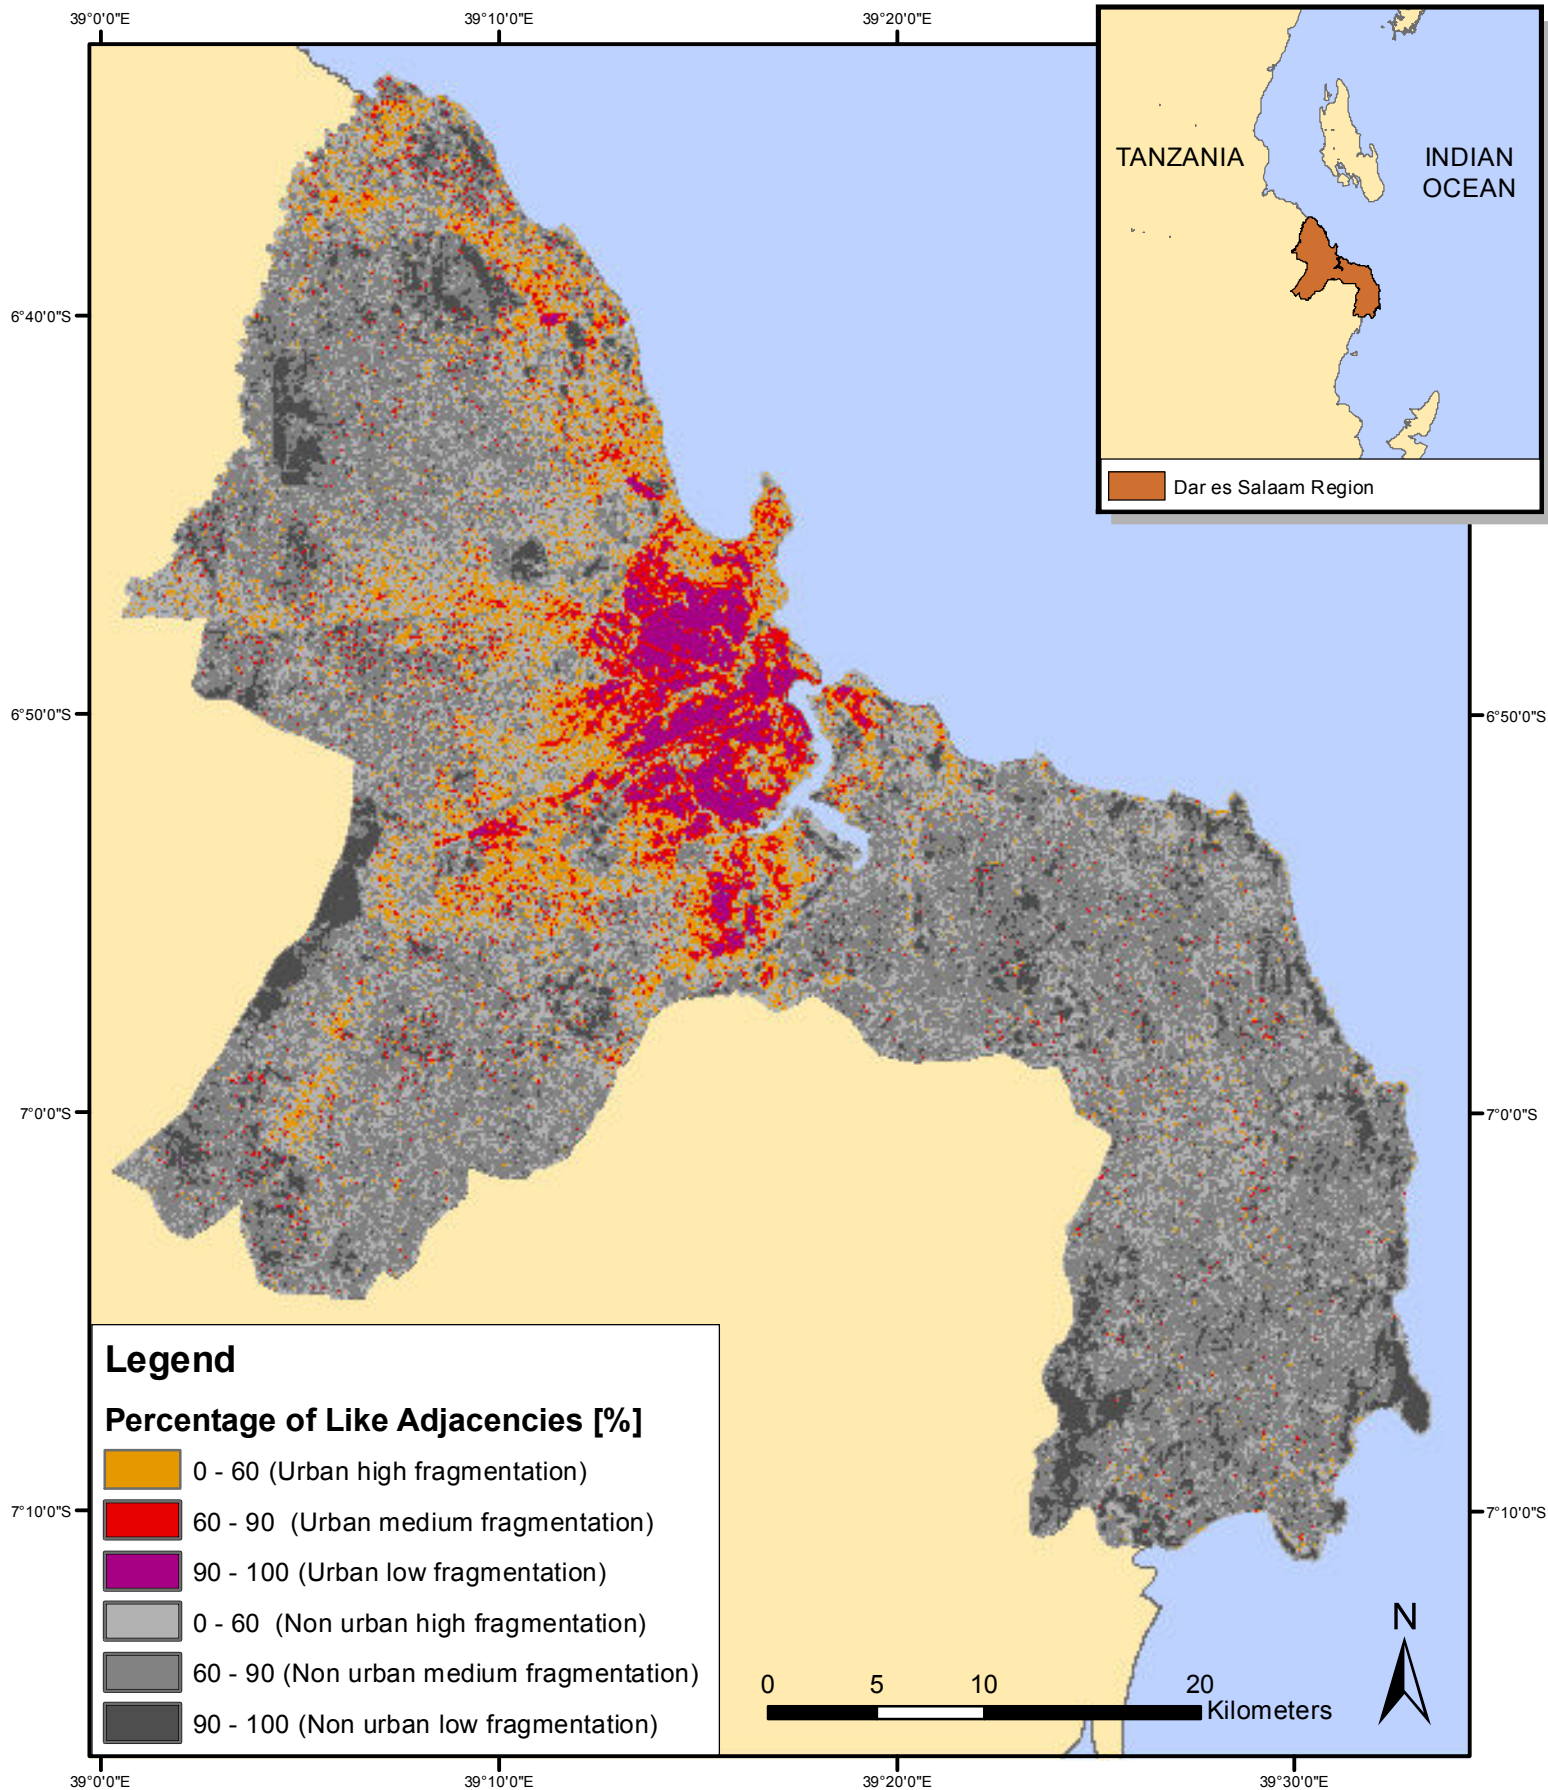 39°0'0"E
39°10'0"E
39°20'0"E
TANZANIA
INDIAN
OCEAN
Dar es Salaam Region
6°40'0"S
6°50'0"S
6°50'0"S
7°0'0"S
7°0'0"S
7°10'0"S
7°10'0"S
Legend
Percentage of Like Adjacencies [%]
0 - 60 (Urban high fragmentation)
60 - 90 (Urban medium fragmentation)
90 - 100 (Urban low fragmentation)
0 - 60 (Non urban high fragmentation)
60 - 90 (Non urban medium fragmentation)
90 - 100 (Non urban low fragmentation)
0 5 10 20
Kilometers
N
39°0'0"E
39°10'0"E
39°20'0"E
39°30'0"E